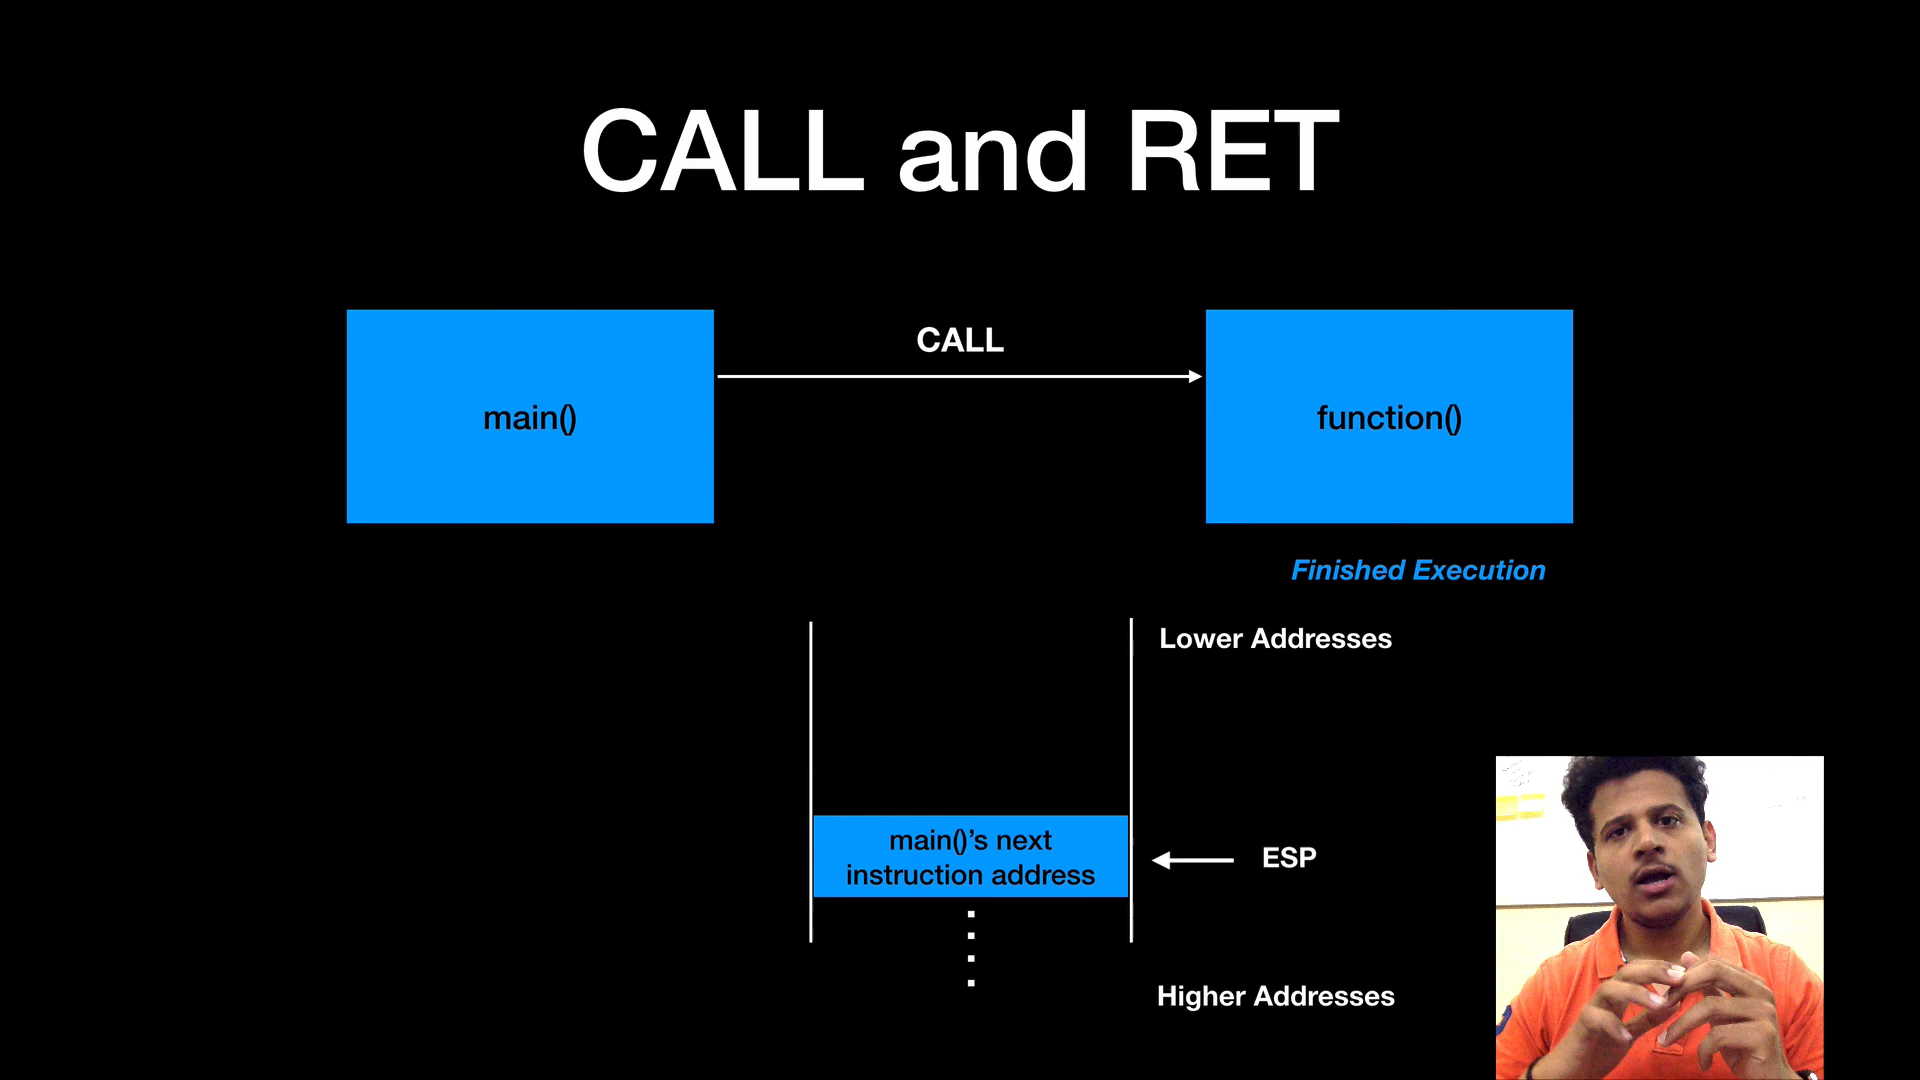 CALL and RET
CALL
main()
function()
Finished Execution
Lower Addresses
main()’s next
instruction address
ESP
Higher Addresses